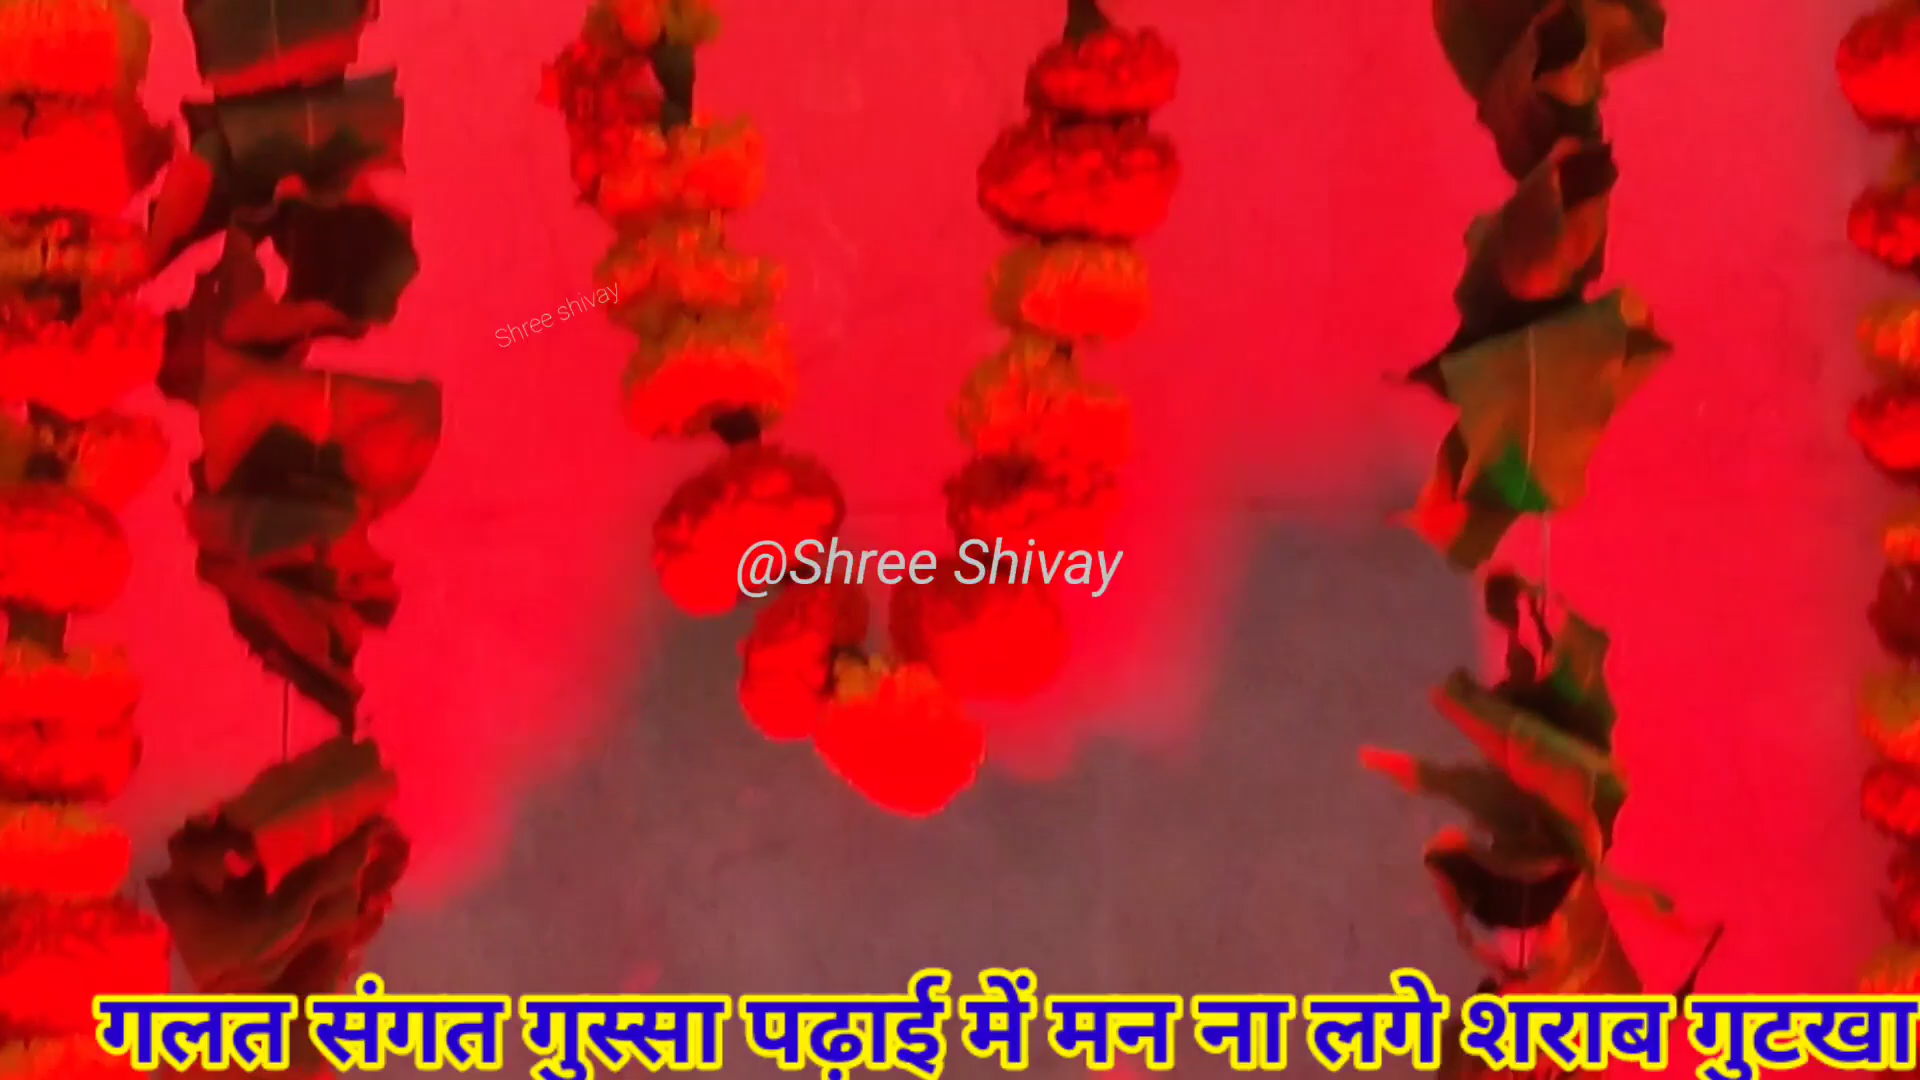 Shree shivay
@Shree Shivay
गलत संगत गुस्सा पढ़ाई में मन ना लगे शराब गुटखा